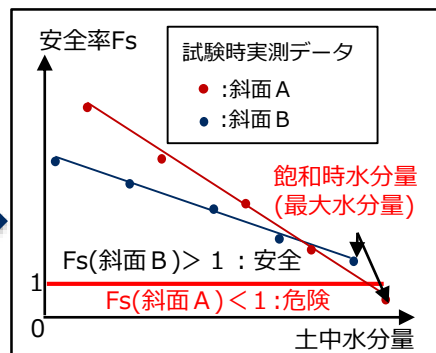 安全率Fs
試験時実測データ
:斜面A
:斜面B
飽和時水分量
(最大水分量)
Fs(斜面B)>1:安全
1
Fs(斜面A)<1:危険
0
土中水分量